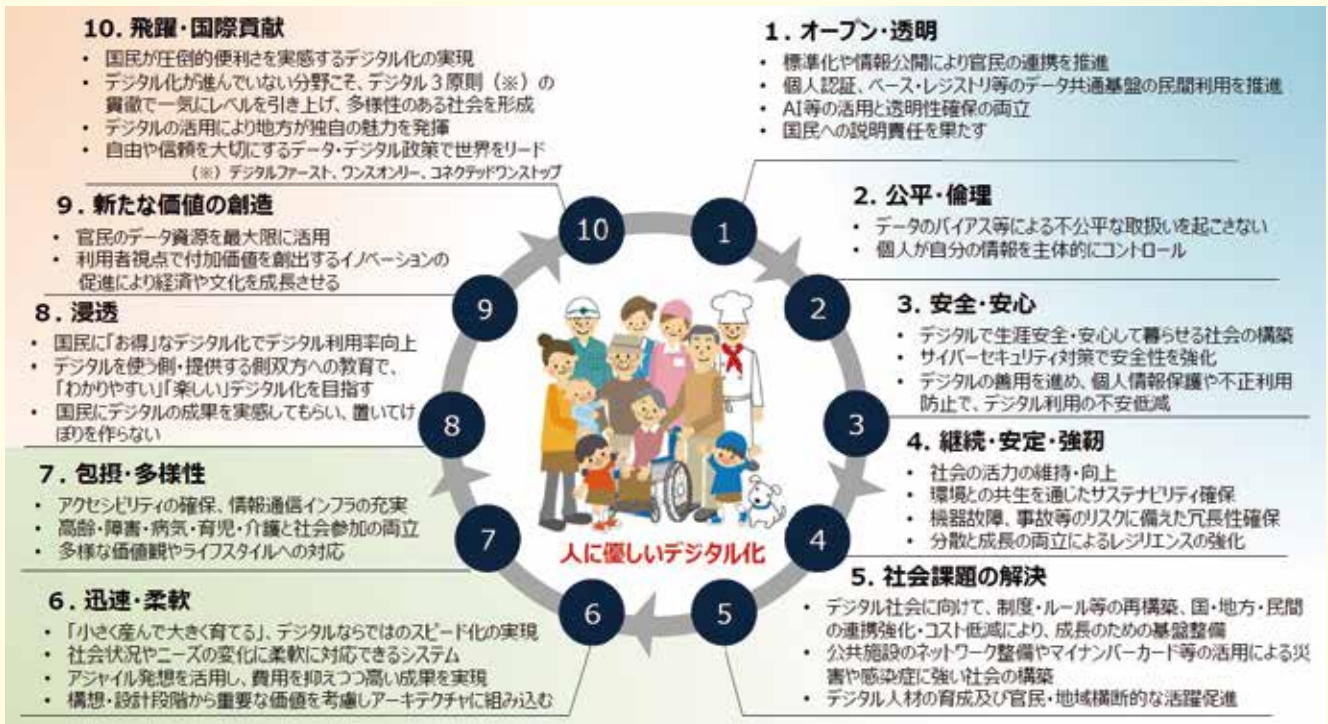 1．オープン・透明
・ 標準化や情報公開により官民の連携を推進
・ 個人認証、ベース・レジストリ等のデータ共通基盤の民間利用を推進
・ AI等の活用と透明性確保の両立
・ 国民への説明責任を果たす
2．公平・倫理
・ データのバイアス等による不公平な取扱いを起こさない
・ 個人が自分の情報を主体的にコントロール
3．安全・安心
・ デジタルで生涯安全・安心して暮らせる社会の構築
・ サイバーセキュリティ対策で安全性を強化
・ デジタルの善用を進め、個人情報保護や不正利用
防止で、デジタル利用の不安低減
4．継続・安定・強靭
・ 社会の活力の維持・向上
・ 環境との共生を通じたサステナビリティ確保
・ 機器故障、事故等のリスクに備えた冗長性確保
・ 分散と成長の両立によるレジリエンスの強化
5．社会課題の解決
・ デジタル社会に向けて、制度・ルール等の再構築、国・地方・民間
の連携強化・コスト低減により、成長のための基盤整備
・ 公共施設のネットワーク整備やマイナンバーカード等の活用による災
害や感染症に強い社会の構築
・ デジタル人材の育成及び官民・地域横断的な活躍促進
6．迅速・柔軟
・ 「小さく産んで大きく育てる」、デジタルならではのスピード化の実現
・ 社会状況やニーズの変化に柔軟に対応できるシステム
・ アジャイル発想を活用し、費用を抑えつつ高い成果を実現
・ 構想・設計段階から重要な価値を考慮しアーキテクチャに組み込む
7．包摂・多様性
・ アクセシビリティの確保、情報通信インフラの充実
・ 高齢・障害・病気・育児・介護と社会参加の両立
・ 多様な価値観やライフスタイルへの対応
8．浸透
・ 国民に「お得」なデジタル化でデジタル利用率向上
・ デジタルを使う側・提供する側双方への教育で、
「わかりやすい」「楽しい」デジタル化を目指す
・ 国民にデジタルの成果を実感してもらい、置いてけ
ぼりを作らない
9．新たな価値の創造
・ 官民のデータ資源を最大限に活用
・ 利用者視点で付加価値を創出するイノベーションの
促進により経済や文化を成長させる
10．飛躍・国際貢献
・ 国民が圧倒的便利さを実感するデジタル化の実現
・ デジタル化が進んでいない分野こそ、デジタル3原則（※）の
貫徹で一気にレベルを引き上げ、多様性のある社会を形成
・ デジタルの活用により地方が独自の魅力を発揮
・ 自由や信頼を大切にするデータ・デジタル政策で世界をリード
（※）デジタルファースト、ワンスオンリー、コネクテッドワンストップ
1
2
3
4
5
6
7
8
9
10
人に優しいデジタル化